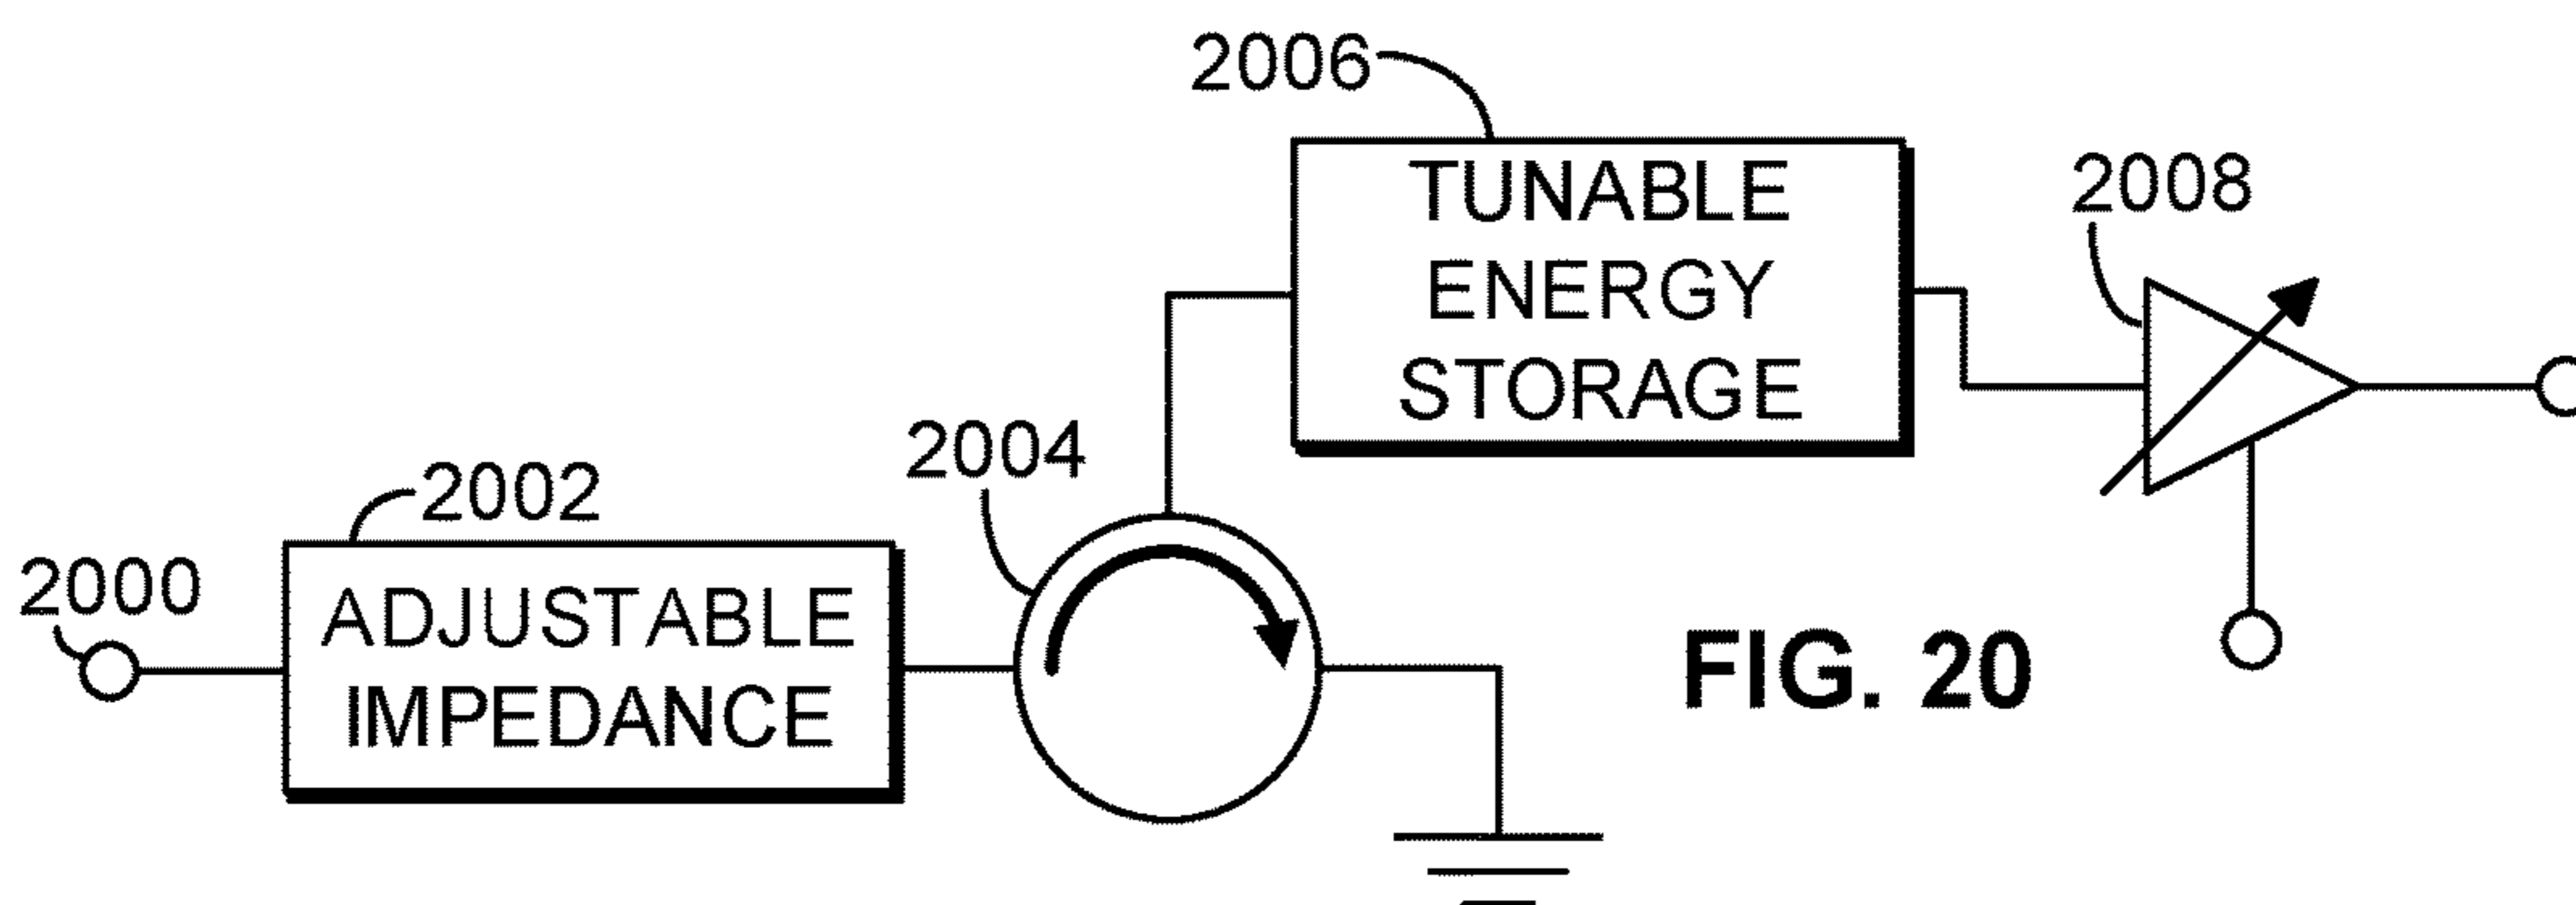 2006
TUNABLE
ENERGY
STORAGE
2008
2004
2002
2000
ADJUSTABLE
IMPEDANCE
FIG. 20